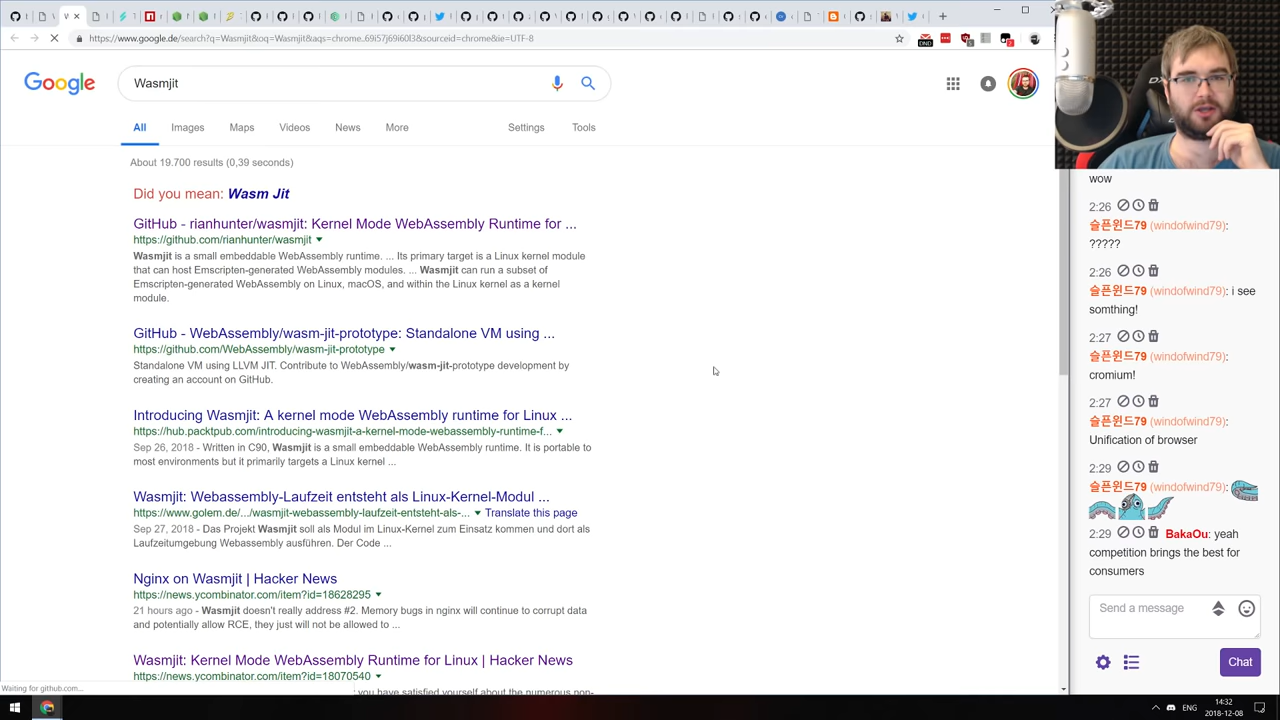 https://www.google.de/search?q=Wasmjit&oq=Wasmjit&aqs=chrome..69i57j69i60l3&sourceid=chrome&ie=UTF-8
Google
Wasmjit
All
Images
Maps
Videos
News
More
Settings
Tools
About 19.700 results (0,39 seconds)
Did you mean: Wasm Jit
GitHub - rianhunter/wasmjit: Kernel Mode WebAssembly Runtime for ...
https://github.com/rianhunter/wasmjit
Wasmjit is a small embeddable WebAssembly runtime. ... Its primary target is a Linux kernel module
that can host Emscripten-generated WebAssembly modules. ... Wasmjit can run a subset of
Emscripten-generated WebAssembly on Linux, macOS, and within the Linux kernel as a kernel
module.
GitHub - WebAssembly/wasm-jit-prototype: Standalone VM using ...
https://github.com/WebAssembly/wasm-jit-prototype
Standalone VM using LLVM JIT. Contribute to WebAssembly/wasm-jit-prototype development by
creating an account on GitHub.
Introducing Wasmjit: A kernel mode WebAssembly runtime for Linux ...
https://hub.packtpub.com/introducing-wasmjit-a-kernel-mode-webassembly-runtime-f...
Sep 26, 2018 - Written in C90, Wasmjit is a small embeddable WebAssembly runtime. It is portable to
most environments but it primarily targets a Linux kernel ...
Wasmjit: Webassembly-Laufzeit entsteht als Linux-Kernel-Modul ...
https://www.golem.de/.../wasmjit-webassembly-laufzeit-entsteht-als-... Translate this page
Sep 27, 2018 - Das Projekt Wasmjit soll als Modul im Linux-Kernel zum Einsatz kommen und dort als
Laufzeitumgebung Webassembly ausführen. Der Code ...
Nginx on Wasmjit | Hacker News
https://news.ycombinator.com/item?id=18628295
21 hours ago - Wasmjit doesn't really address #2. Memory bugs in nginx will continue to corrupt data
and potentially allow RCE, they just will not be allowed to ...
Wasmjit: Kernel Mode WebAssembly Runtime for Linux | Hacker News
https://news.ycombinator.com/item?id=18070540
you have satisfied yourself about the numerous non-
Waiting for github.com...
wow
2:26
슬픈윈드79 (windofwind79):
?????
2:26
슬픈윈드79 (windofwind79): i see
somthing!
2:27
슬픈윈드79 (windofwind79):
cromium!
2:27
슬픈윈드79 (windofwind79):
Unification of browser
2:29
슬픈윈드79 (windofwind79):
2:29 BakaOu: yeah
competition brings the best for
consumers
Send a message
Chat
ENG
14:32
2018-12-08